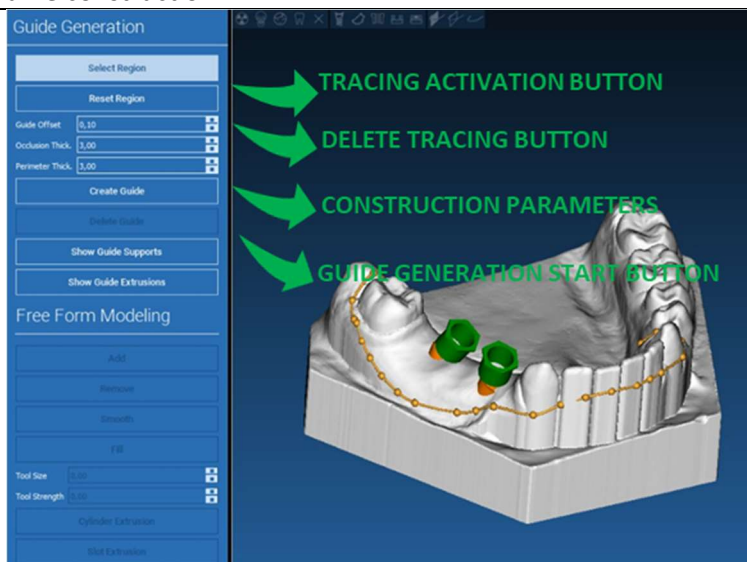 Guide Generation
Select Region
TRACING ACTIVATION BUTTON
Reset Region
Guide Offset 0,10
DELETE TRACING BUTTON
Occlusion Thick. 3,00
Perimeter Thick. 3,00
Create Guide
CONSTRUCTION PARAMETERS
Delete Guide
Show Guide Supports
GUIDE GENERATION START BUTTON
Show Guide Extrusions
Free Form Modeling
Add
Remove
Smooth
Fill
Tool Size
Tool Strength
Cylinder Extrusion
Slot Extrusion